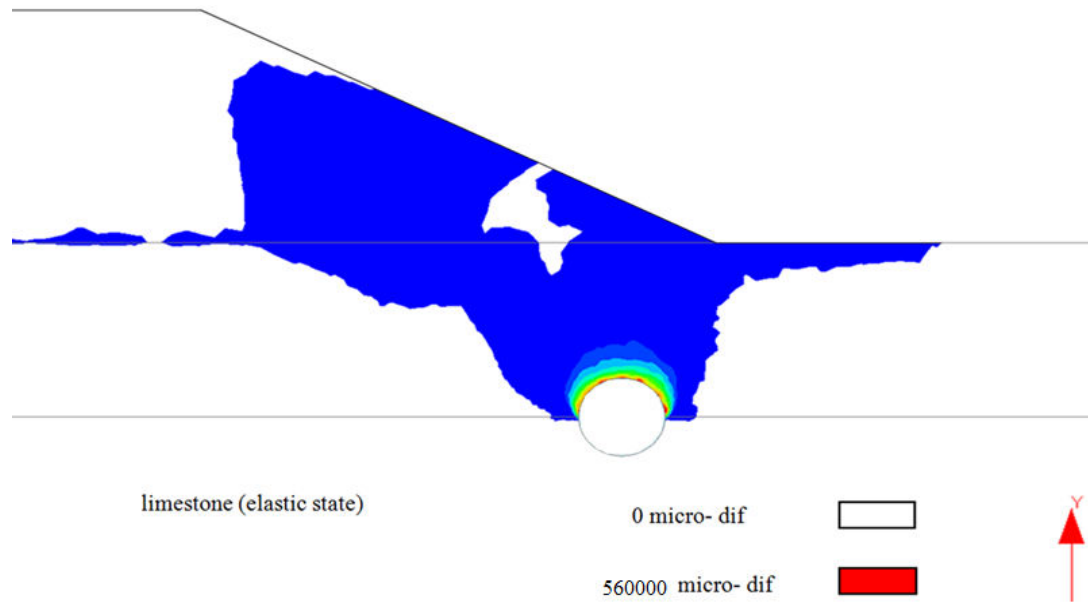 limestone (elastic state)
0 micro- dif
560000 micro- dif
Y